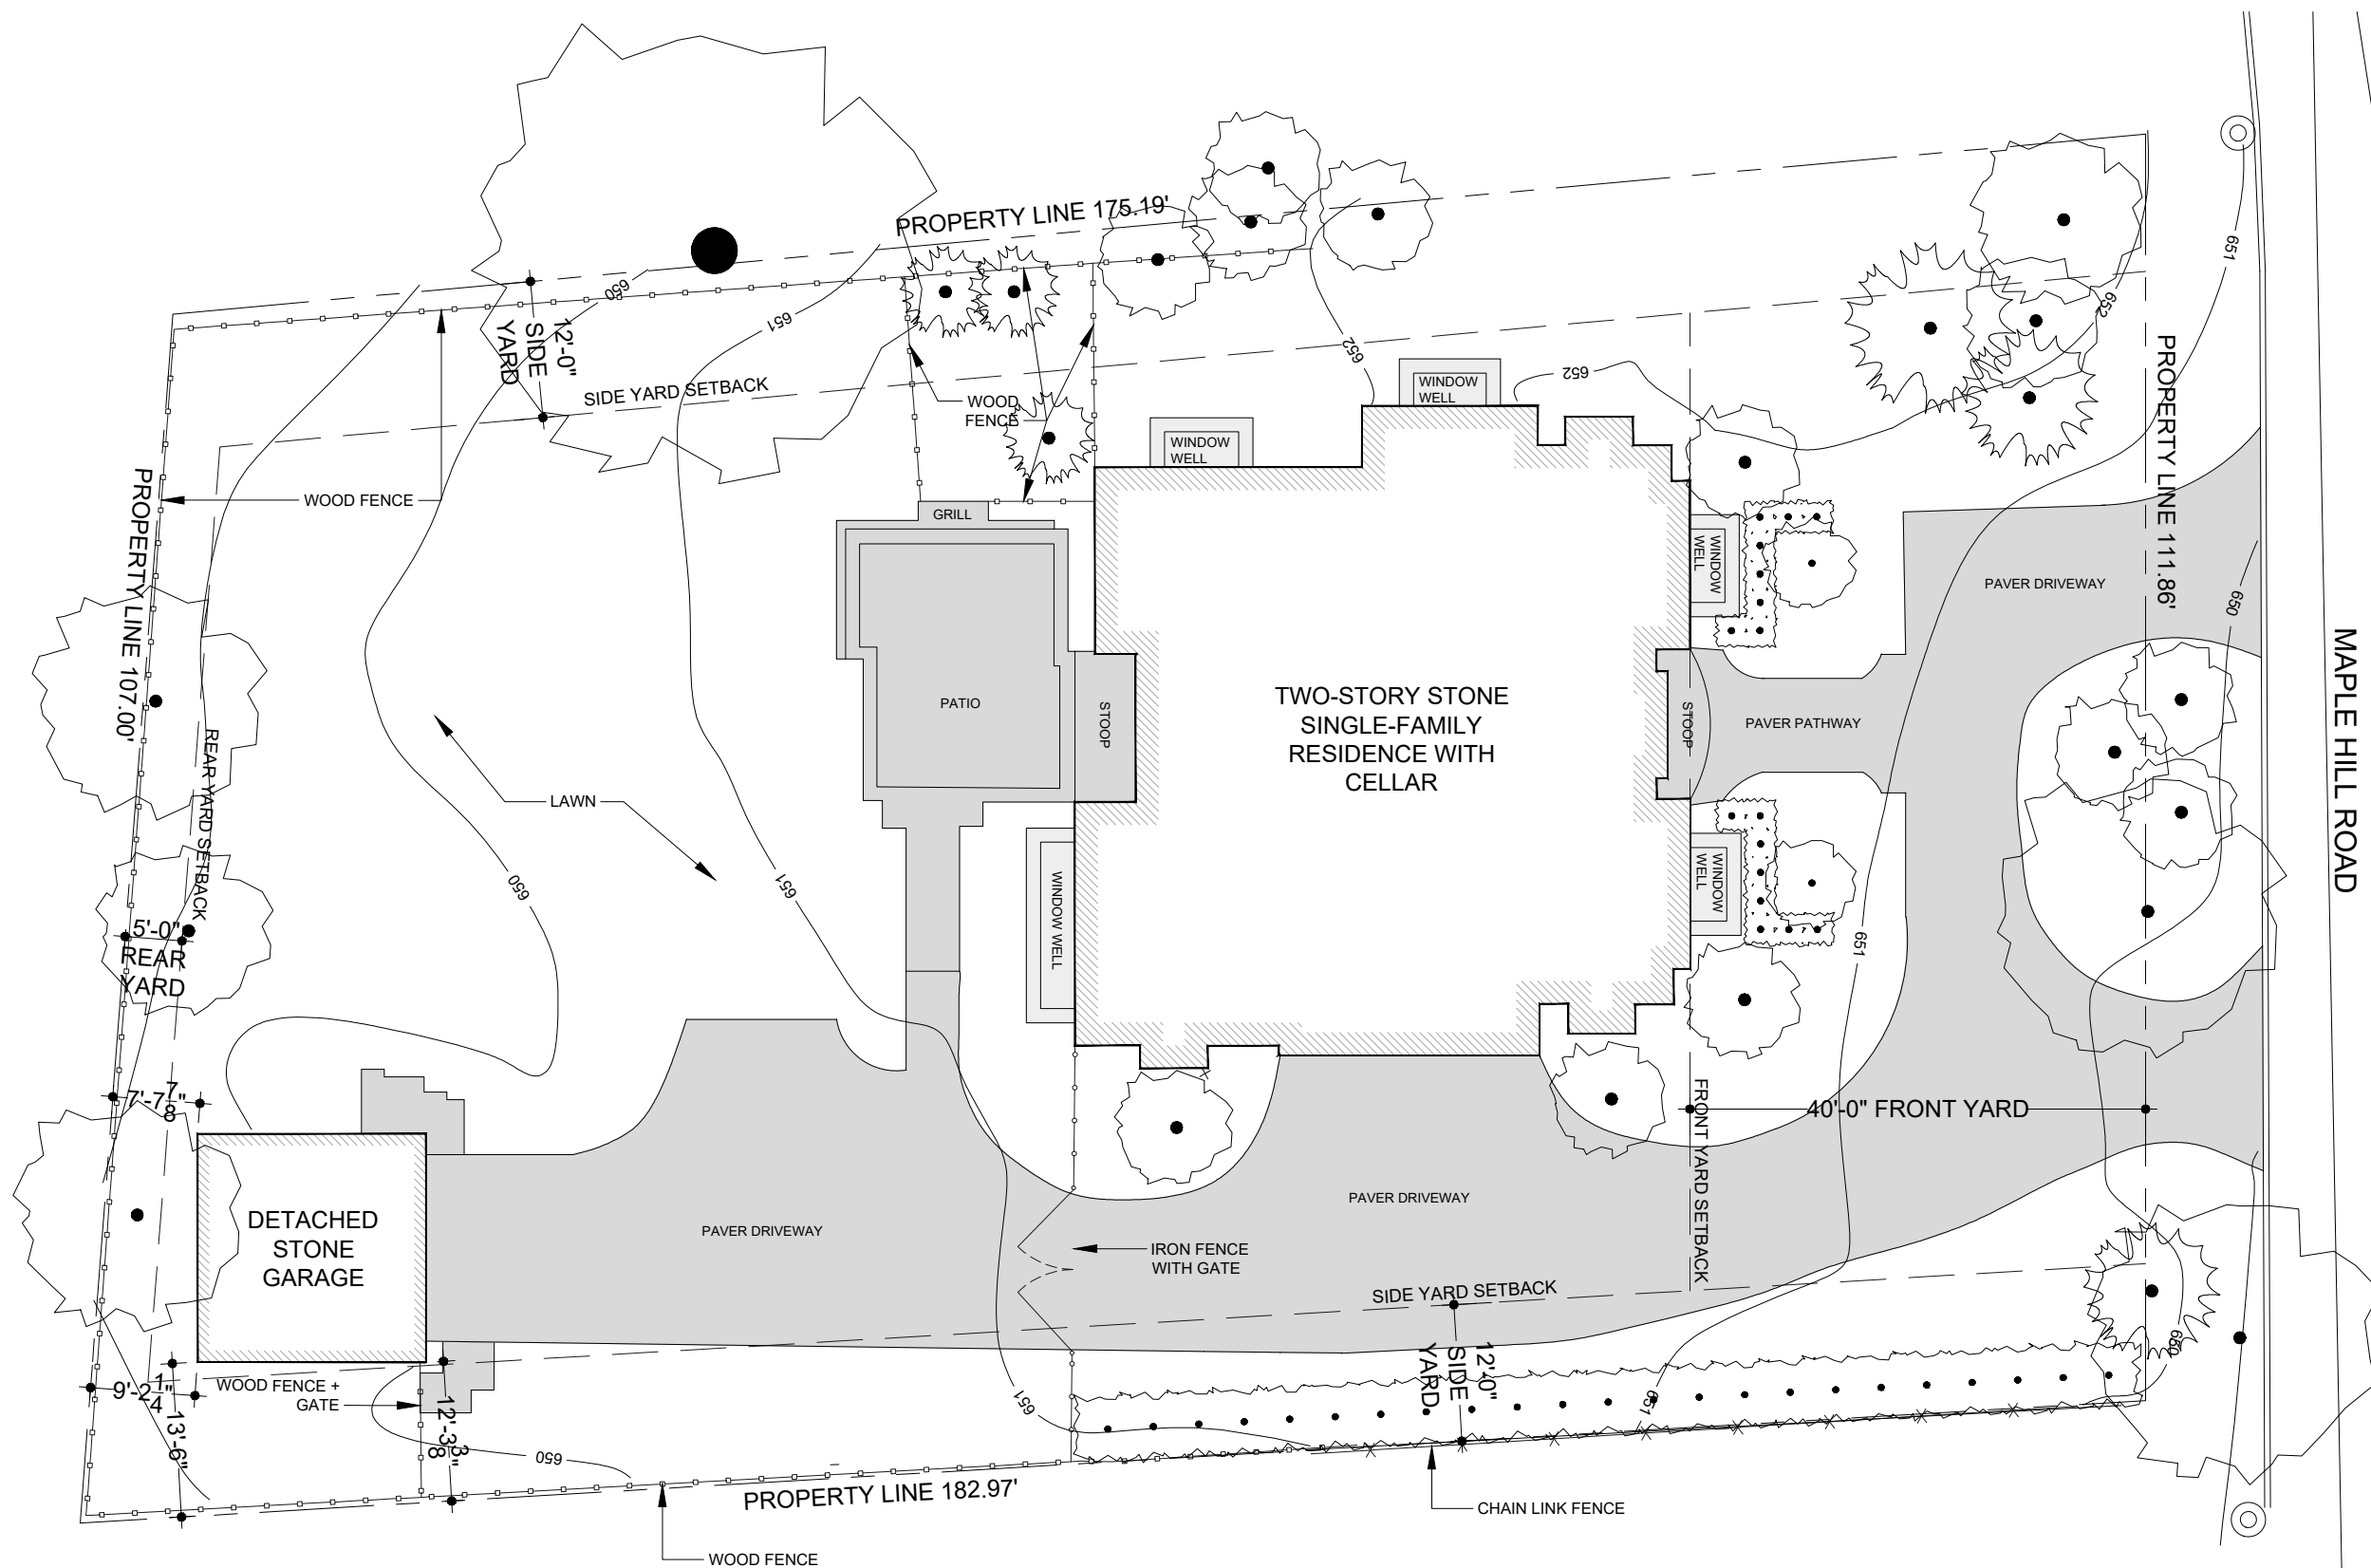 PROPERTY LINE 175.19'
651
652
650
651
12'-0"
SIDE
YARD
SIDE YARD SETBACK
652
652
WINDOW
WELL
WOOD
FENCE
WINDOW
WELL
PROPERTY LINE 111.86'
PROPERTY LINE 107.00'
WOOD FENCE
GRILL
WINDOW
WELL
PAVER DRIVEWAY
650
MAPLE HILL ROAD
PATIO
STOOP
TWO-STORY STONE
SINGLE-FAMILY
RESIDENCE WITH
CELLAR
STOOP
PAVER PATHWAY
REAR YARD SETBACK
LAWN
650
651
WINDOW WELL
WINDOW
WELL
651
5'-0"
REAR
YARD
7'-7 7/8"
FRONT YARD SETBACK
40'-0" FRONT YARD
DETACHED
STONE
GARAGE
PAVER DRIVEWAY
PAVER DRIVEWAY
IRON FENCE
WITH GATE
SIDE YARD SETBACK
12'-0"
SIDE
YARD
650
9'-2 1/4"
13'-6"
WOOD FENCE +
GATE
12'-3 3/8"
651
651
650
PROPERTY LINE 182.97'
CHAIN LINK FENCE
WOOD FENCE